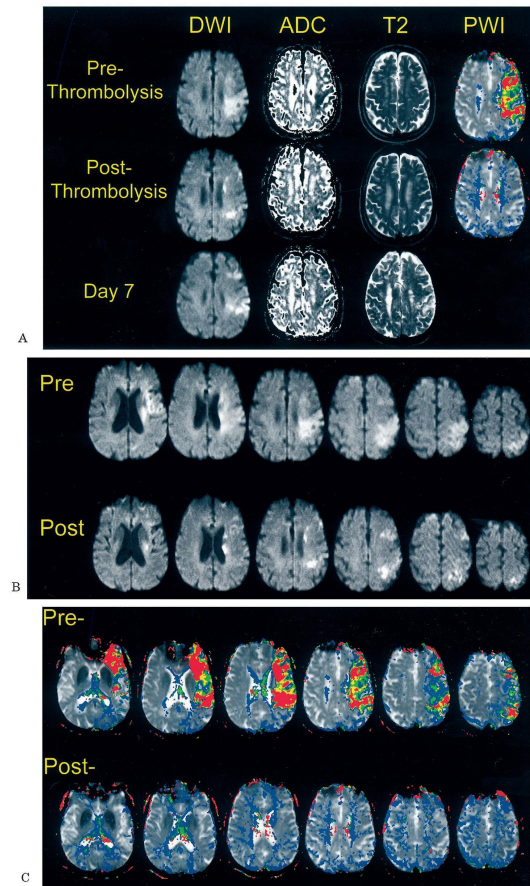 DWI ADC T2 PWI
Pre-
Thrombolysis
Post-
Thrombolysis
Day 7
A
Pre
Post
B
Pre-
Post-
C